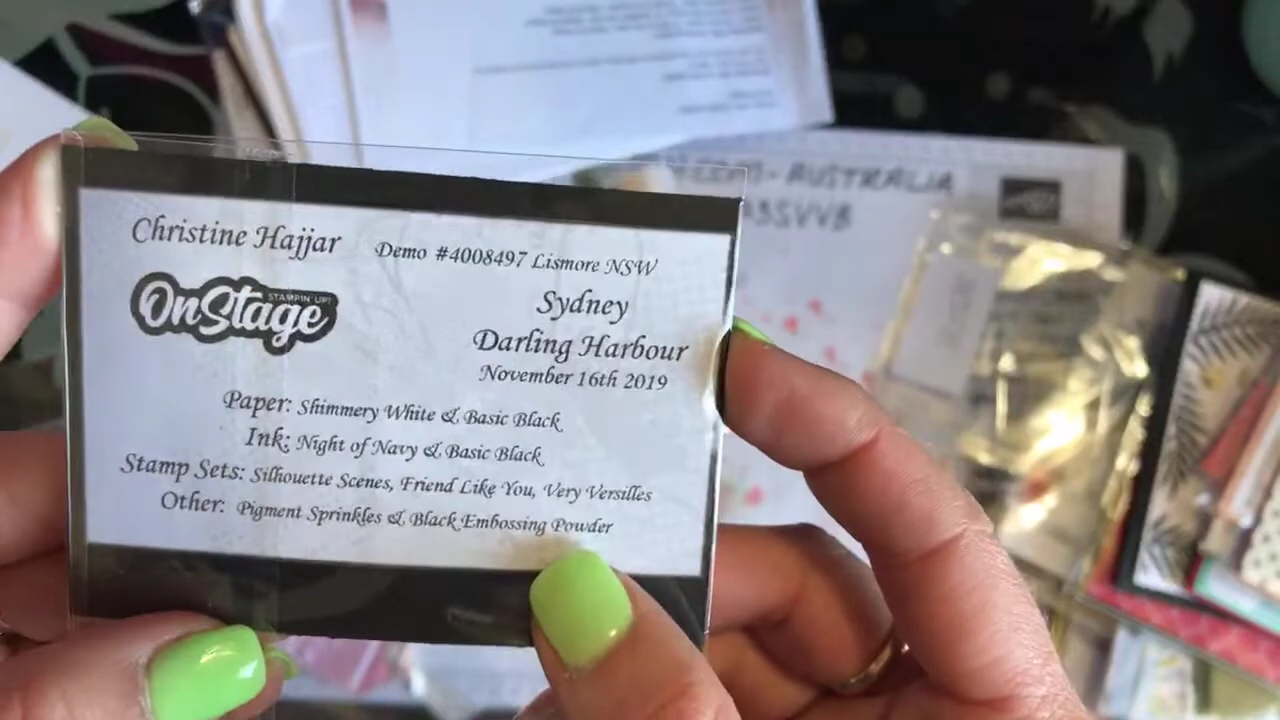 Christine Hajjar
Demo #4008497 Lismore NSW
STAMPIN' UP!
OnStage
Sydney
Darling Harbour
November 16th 2019
Paper: Shimmery White & Basic Black
Ink: Night of Navy & Basic Black
Stamp Sets: Silhouette Scenes, Friend Like You, Very Versilles
Other: Pigment Sprinkles & Black Embossing Powder
- AUSTRALIA